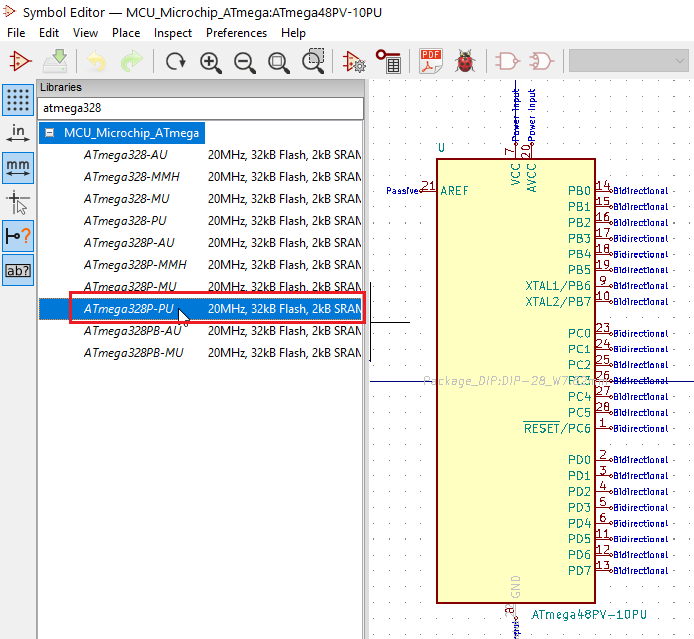 Symbol Editor — MCU_Microchip_ATmega:ATmega48PV-10PU
File Edit View Place Inspect Preferences Help
PDF
Libraries
atmega328
in
mm
ab?
MCU_Microchip_ATmega
ATmega328-AU 20MHz, 32kB Flash, 2kB SRAM
ATmega328-MMH 20MHz, 32kB Flash, 2kB SRAM
ATmega328-MU 20MHz, 32kB Flash, 2kB SRAM
ATmega328-PU 20MHz, 32kB Flash, 2kB SRAM
ATmega328P-AU 20MHz, 32kB Flash, 2kB SRAM
ATmega328P-MMH 20MHz, 32kB Flash, 2kB SRAM
ATmega328P-MU 20MHz, 32kB Flash, 2kB SRAM
ATmega328P-PU 20MHz, 32kB Flash, 2kB SRAM
ATmega328PB-AU 20MHz, 32kB Flash, 2kB SRAM
ATmega328PB-MU 20MHz, 32kB Flash, 2kB SRAM
Power Input
Power Input
7
20
U
VCC
AVCC
Passive 21 AREF
PB0 14 Bidirectional
PB1 15 Bidirectional
PB2 16 Bidirectional
PB3 17 Bidirectional
PB4 18 Bidirectional
PB5 19 Bidirectional
XTAL1/PB6 9 Bidirectional
XTAL2/PB7 10 Bidirectional
PC0 23 Bidirectional
PC1 24 Bidirectional
PC2 25 Bidirectional
PC3 26 Bidirectional
Package_DIP:DIP-28_W7.62mm
PC4 27 Bidirectional
PC5 28 Bidirectional
RESET/PC6 1 Bidirectional
PD0 2 Bidirectional
PD1 3 Bidirectional
PD2 4 Bidirectional
PD3 5 Bidirectional
PD4 6 Bidirectional
PD5 11 Bidirectional
PD6 12 Bidirectional
PD7 13 Bidirectional
GND
8
ATmega48PV-10PU